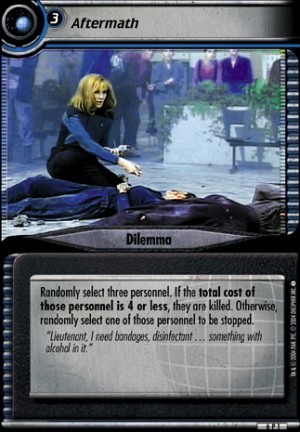 3
Aftermath
Dilemma
Randomly select three personnel. If the total cost of
those personnel is 4 or less, they are killed. Otherwise,
randomly select one of those personnel to be stopped.
"Lieutenant, I need bandages, disinfectant ... something with
alcohol in it."